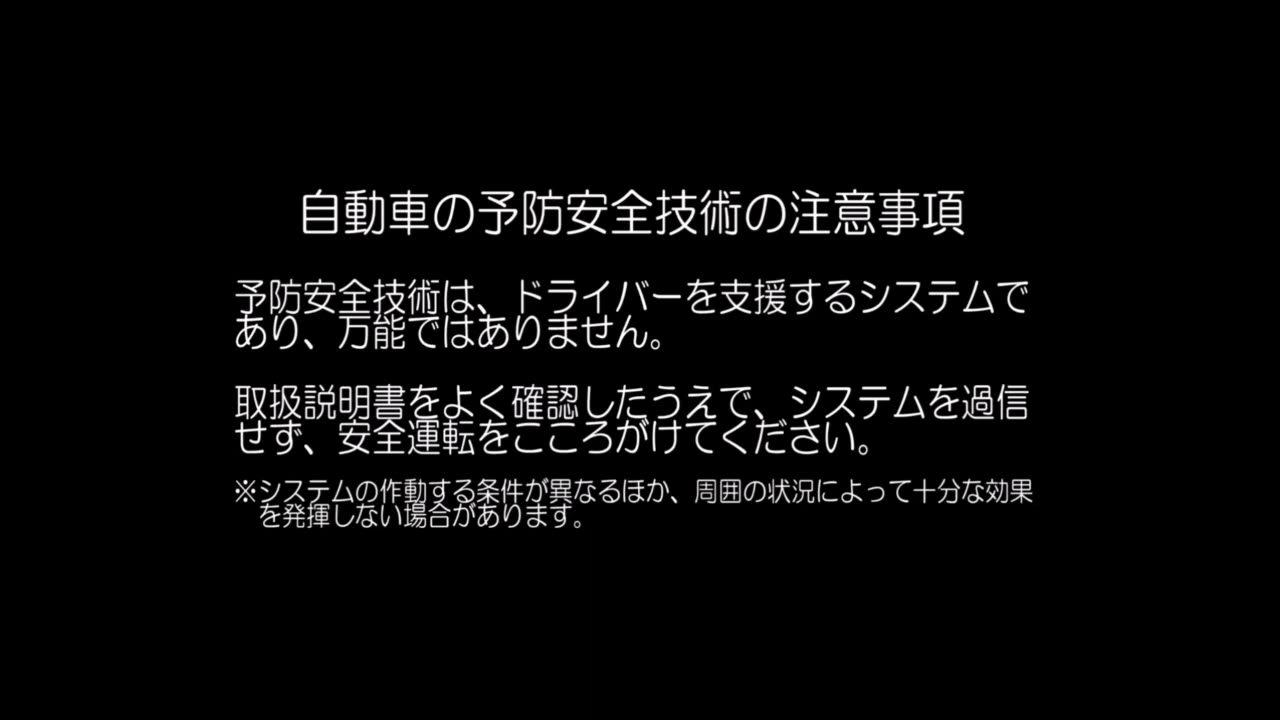 自動車の予防安全技術の注意事項
予防安全技術は、ドライバーを支援するシステムで
あり、万能ではありません。
取扱説明書をよく確認したうえで、システムを過信
せず、安全運転をこころがけてください。
※システムの作動する条件が異なるほか、周囲の状況によって十分な効果
を発揮しない場合があります。